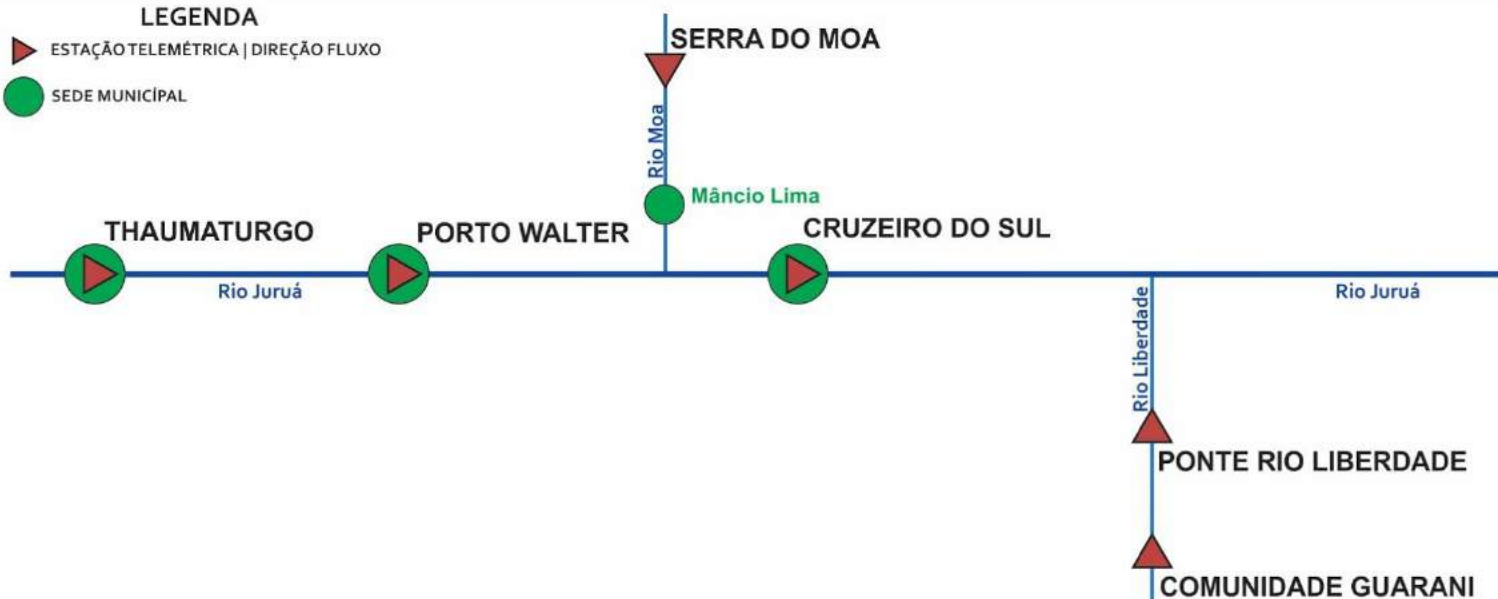 LEGENDA
ESTAÇÃO TELEMÉTRICA | DIREÇÃO FLUXO
SEDE MUNICÍPAL
SERRA DO MOA
Rio Moa
Mâncio Lima
THAUMATURGO
PORTO WALTER
CRUZEIRO DO SUL
Rio Juruá
Rio Juruá
Rio Liberdade
PONTE RIO LIBERDADE
COMUNIDADE GUARANI